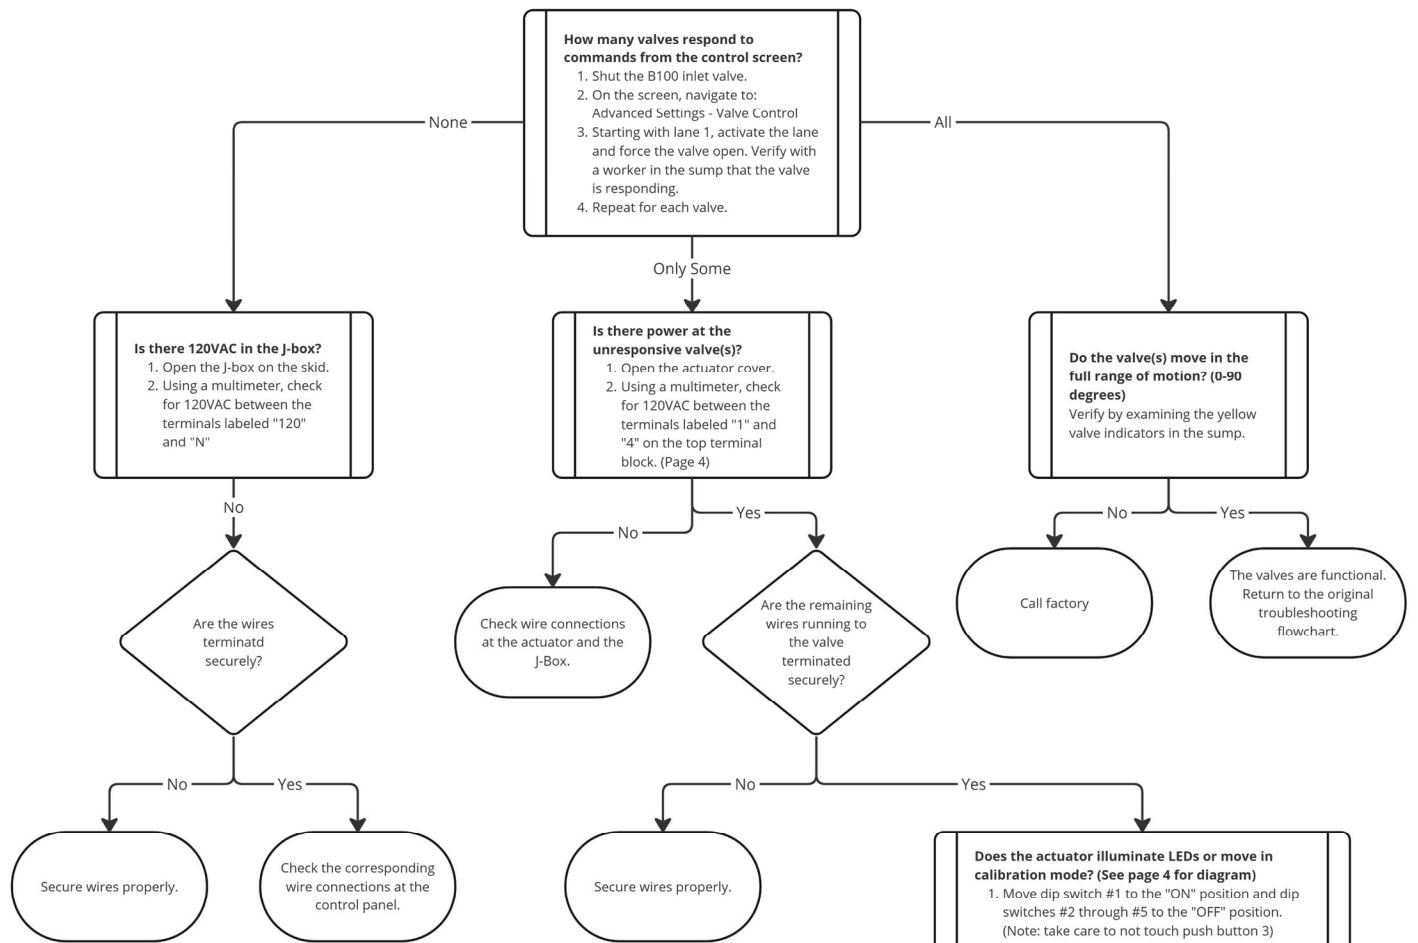 How many valves respond to
commands from the control screen?
1. Shut the B100 inlet valve.
2. On the screen, navigate to:
Advanced Settings - Valve Control
3. Starting with lane 1, activate the lane
and force the valve open. Verify with
a worker in the sump that the valve
is responding.
4. Repeat for each valve.
None
All
Only Some
Is there 120VAC in the J-box?
1. Open the J-box on the skid.
2. Using a multimeter, check
for 120VAC between the
terminals labeled "120"
and "N"
Is there power at the
unresponsive valve(s)?
1. Open the actuator cover.
2. Using a multimeter, check
for 120VAC between the
terminals labeled "1" and
"4" on the top terminal
block. (Page 4)
Do the valve(s) move in the
full range of motion? (0-90
degrees)
Verify by examining the yellow
valve indicators in the sump.
No
No
Yes
No
Yes
Are the wires
terminatd
securely?
Check wire connections
at the actuator and the
J-Box.
Are the remaining
wires running to
the valve
terminated
securely?
Call factory
The valves are functional.
Return to the original
troubleshooting
flowchart.
No
Yes
No
Yes
Secure wires properly.
Check the corresponding
wire connections at the
control panel.
Secure wires properly.
Does the actuator illuminate LEDs or move in
calibration mode? (See page 4 for diagram)
1. Move dip switch #1 to the "ON" position and dip
switches #2 through #5 to the "OFF" position.
(Note: take care to not touch push button 3)